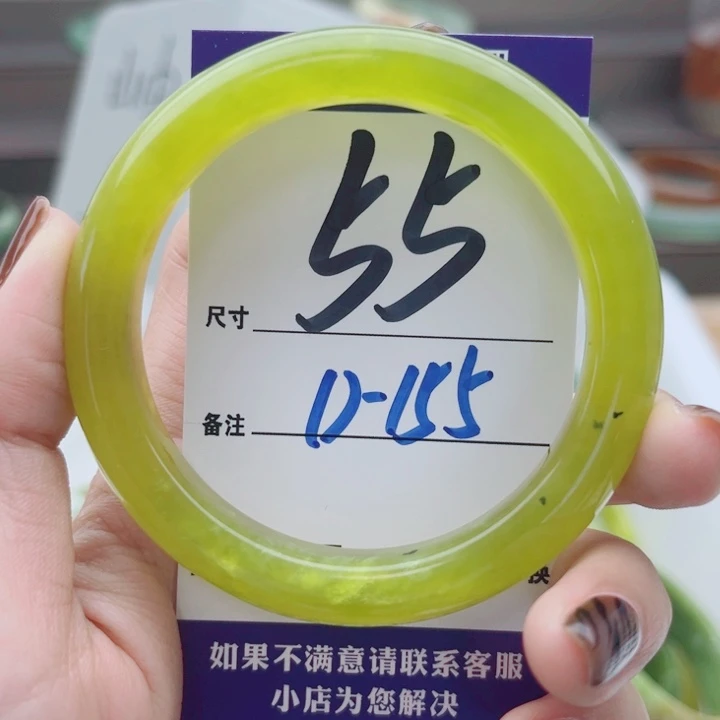 尺寸 55
备注 D-155
换
如果不满意请联系客服
小店为您解决